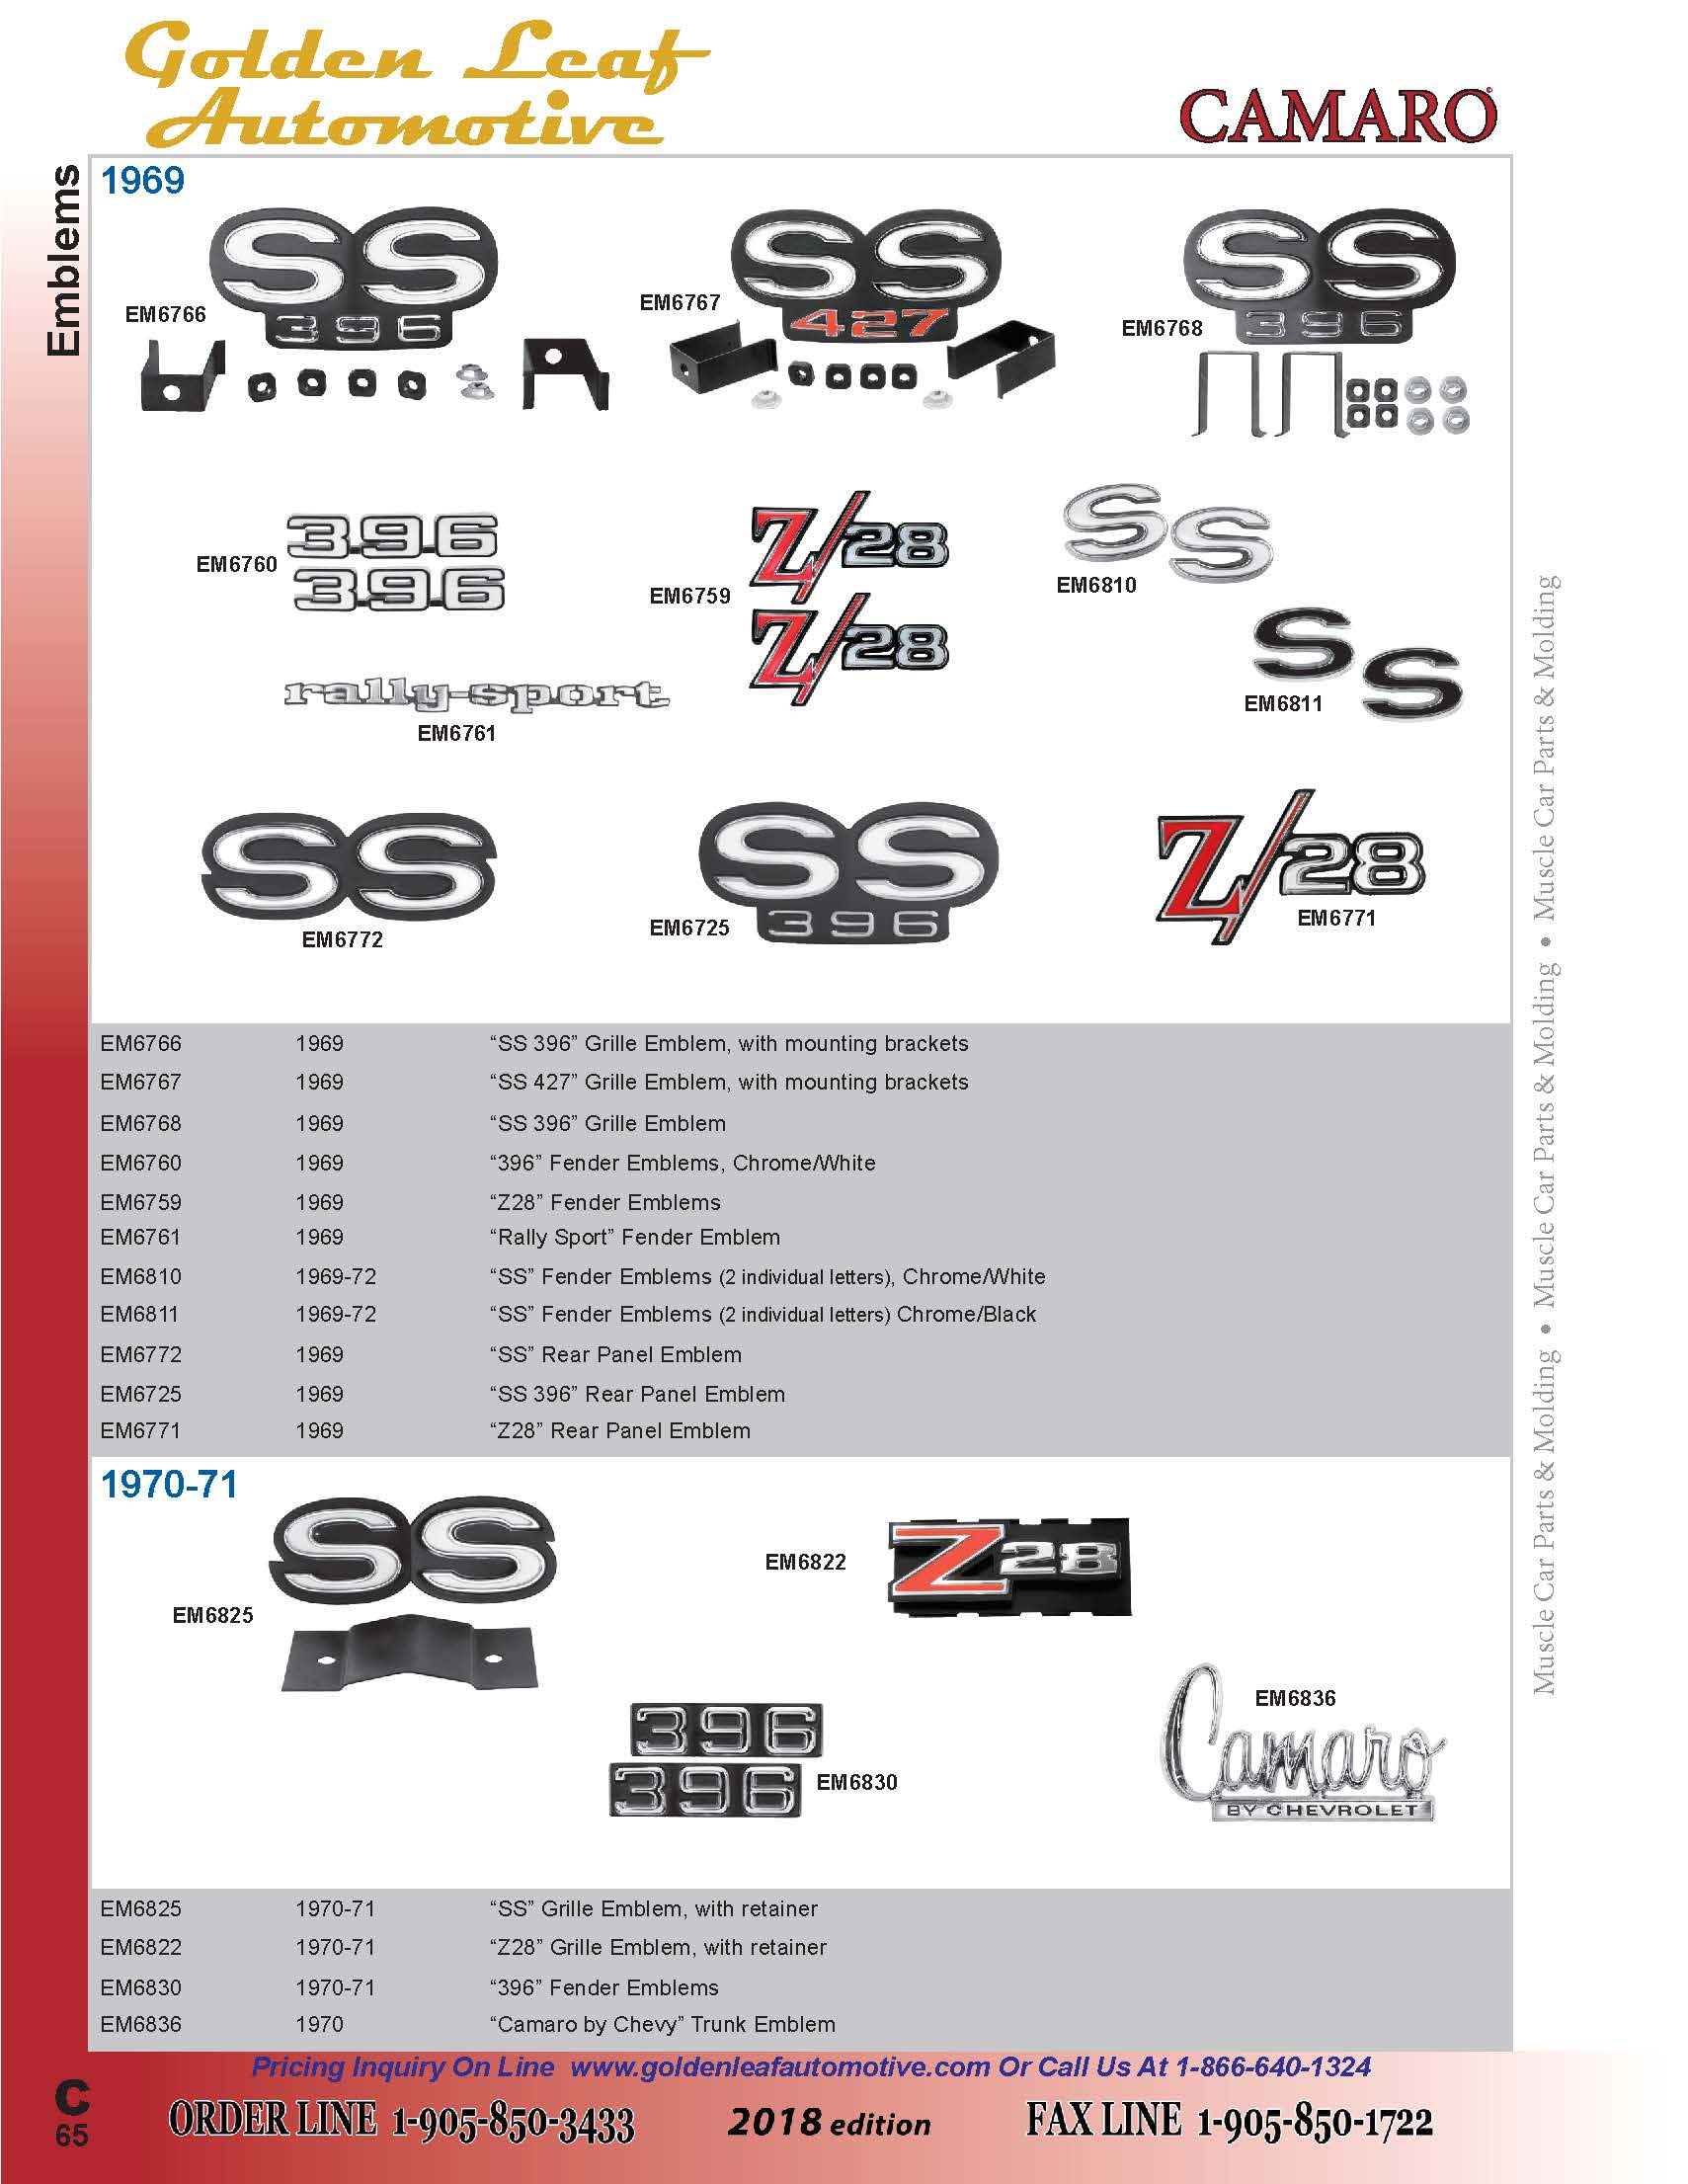 Golden Leaf
Automotive
CAMARO
Emblems
1969
SS
396
EM6766
SS
427
EM6767
SS
396
EM6768
396
396
EM6760
Z/28
Z/28
EM6759
SS
EM6810
SS
EM6811
rally-sport
EM6761
SS
EM6772
SS
396
EM6725
Z/28
EM6771
EM6766 1969 “SS 396” Grille Emblem, with mounting brackets
EM6767 1969 “SS 427” Grille Emblem, with mounting brackets
EM6768 1969 “SS 396” Grille Emblem
EM6760 1969 “396” Fender Emblems, Chrome/White
EM6759 1969 “Z28” Fender Emblems
EM6761 1969 “Rally Sport” Fender Emblem
EM6810 1969-72 “SS” Fender Emblems (2 individual letters), Chrome/White
EM6811 1969-72 “SS” Fender Emblems (2 individual letters) Chrome/Black
EM6772 1969 “SS” Rear Panel Emblem
EM6725 1969 “SS 396” Rear Panel Emblem
EM6771 1969 “Z28” Rear Panel Emblem
1970-71
SS
EM6825
EM6822
Z28
396
396
EM6830
EM6836
Camaro
BY CHEVROLET
EM6825 1970-71 “SS” Grille Emblem, with retainer
EM6822 1970-71 “Z28” Grille Emblem, with retainer
EM6830 1970-71 “396” Fender Emblems
EM6836 1970 “Camaro by Chevy” Trunk Emblem
Muscle Car Parts & Molding • Muscle Car Parts & Molding • Muscle Car Parts & Molding
Pricing Inquiry On Line www.goldenleafautomotive.com Or Call Us At 1-866-640-1324
C
65
ORDER LINE 1-905-850-3433 2018 edition FAX LINE 1-905-850-1722